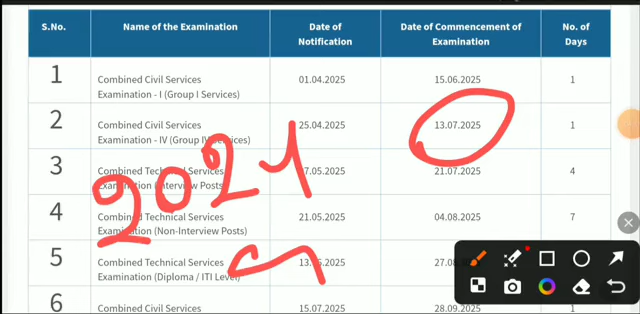 S.No. Name of the Examination Date of Notification Date of Commencement of Examination No. of Days
1 Combined Civil Services Examination - I (Group I Services) 01.04.2025 15.06.2025 1
2 Combined Civil Services Examination - IV (Group IV Services) 25.04.2025 13.07.2025 1
3 Combined Technical Services Examination (Interview Posts) 21.07.2025 4
4 Combined Technical Services Examination (Non-Interview Posts) 21.05.2025 04.08.2025 7
5 Combined Technical Services Examination (Diploma / ITI Level)
6 Combined Civil Services 15.07.2025 28.09.2025 1
2024